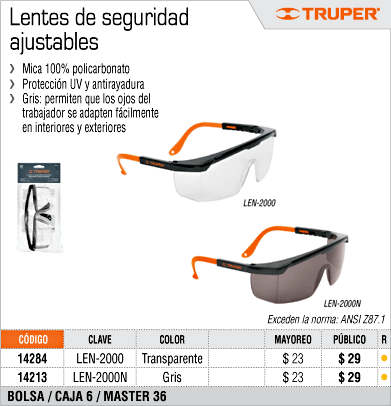 Lentes de seguridad
ajustables
TRUPER®
› Mica 100% policarbonato
› Protección UV y antirayadura
› Gris: permiten que los ojos del
trabajador se adapten fácilmente
en interiores y exteriores
TRUPER
LEN-2000
LEN-2000N
Exceden la norma: ANSI Z87.1
CÓDIGO CLAVE COLOR MAYOREO PÚBLICO R
14284 LEN-2000 Transparente $ 23 $ 29
14213 LEN-2000N Gris $ 23 $ 29
BOLSA / CAJA 6 / MASTER 36